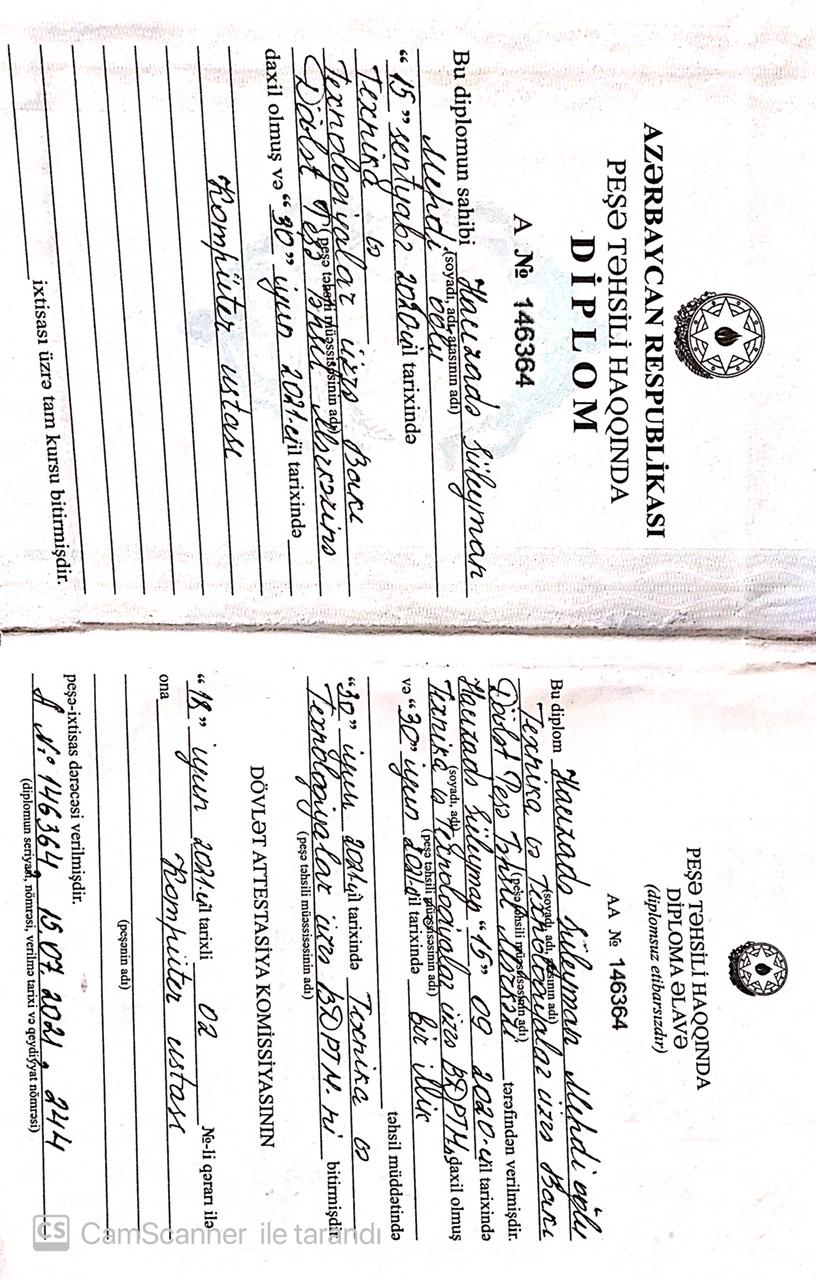 AZƏRBAYCAN RESPUBLİKASI
PEŞƏ TƏHSİLİ HAQQINDA
DİPLOM
A № 146364
Bu diplomun sahibi Hauzadə Süleyman
(soyadı, adı, atasının adı)
Mehdi oğlu
“15” sentyabr 2020-ci il tarixində
Texnika və
Texnologiyalar üzrə Bakı
(peşə təhsili müəssisəsinin adı)
Dövlət Peşə Təhsil Mərkəzinə
daxil olmuş və “30” iyun 2021-ci il tarixində
Kompüter ustası
ixtisası üzrə tam kursu bitirmişdir.
PEŞƏ TƏHSİLİ HAQQINDA
DİPLOMA ƏLAVƏ
(diplomsuz etibarsızdır)
AA № 146364
Bu diplom Hauzadə Süleyman Mehdi oğlu
(soyadı, adı, atasının adı)
Texnika və Texnologiyalar üzrə Bakı
(peşə təhsili müəssisəsinin adı)
Dövlət Peşə Təhsil Mərkəzi tərəfindən verilmişdir.
Hauzadə Süleyman “15” 09 2020-ci il tarixində
(soyadı, adı)
Texnika və Texnologiyalar üzrə BDPTM, daxil olmuş
(peşə təhsili müəssisəsinin adı)
və “30” iyun 2021-ci il tarixində bir illik
təhsil müddətində
“30” iyun 2021-ci il tarixində Texnika və
Texnologiyalar üzrə BDPTM-ni bitirmişdir.
(peşə təhsili müəssisəsinin adı)
DÖVLƏT ATTESTASİYA KOMİSSİYASININ
“18” iyun 2021-ci il tarixli 02 №-li qərarı ilə
ona Kompüter ustası
(peşənin adı)
peşə-ixtisas dərəcəsi verilmişdir.
A № 146364, 15 07 2021, 244
(diplomun seriyası, nömrəsi, verilmə tarixi və qeydiyyat nömrəsi)
CS CamScanner ilə tarandı